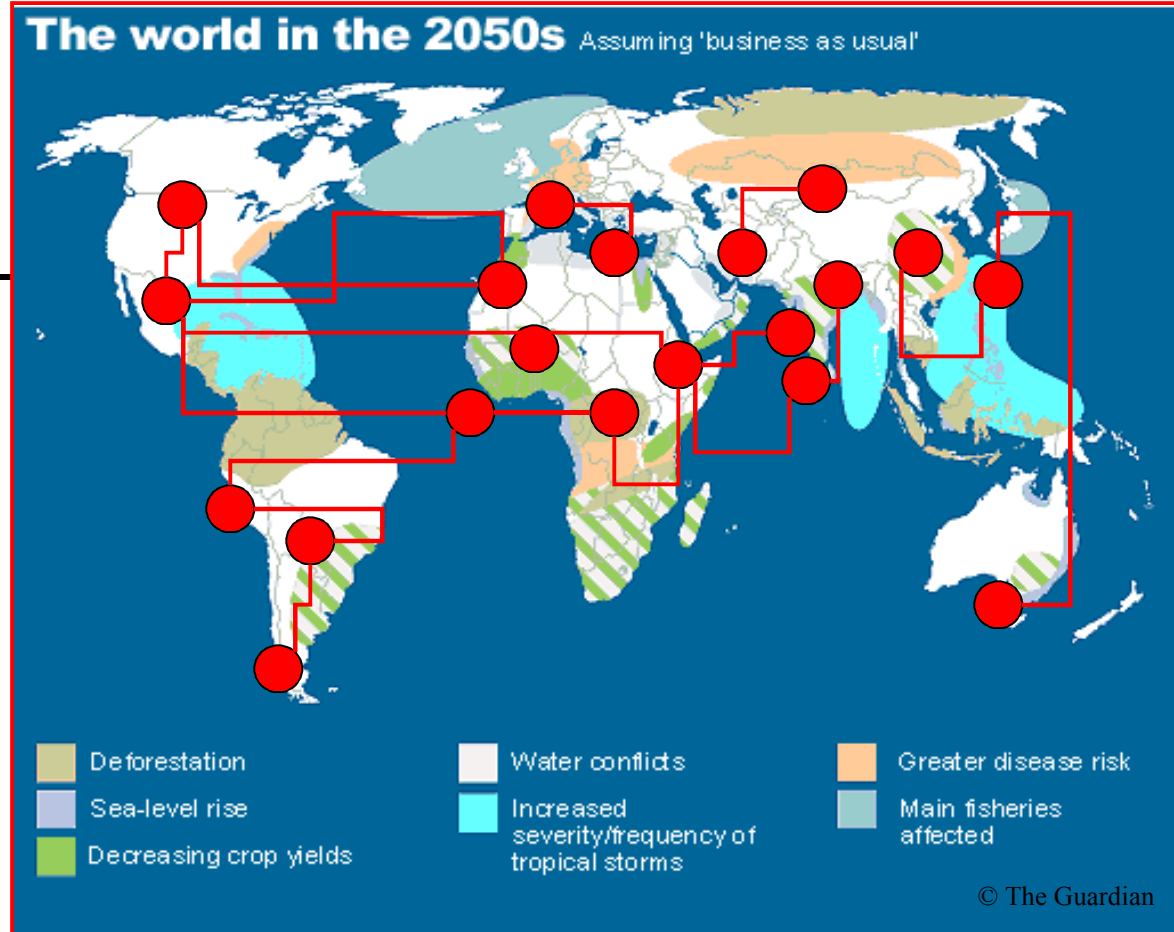 The world in the 2050s Assuming 'business as usual'
Deforestation
Sea-level rise
Decreasing crop yields
Water conflicts
Increased
severity/frequency of
tropical storms
Greater disease risk
Main fisheries
affected
© The Guardian